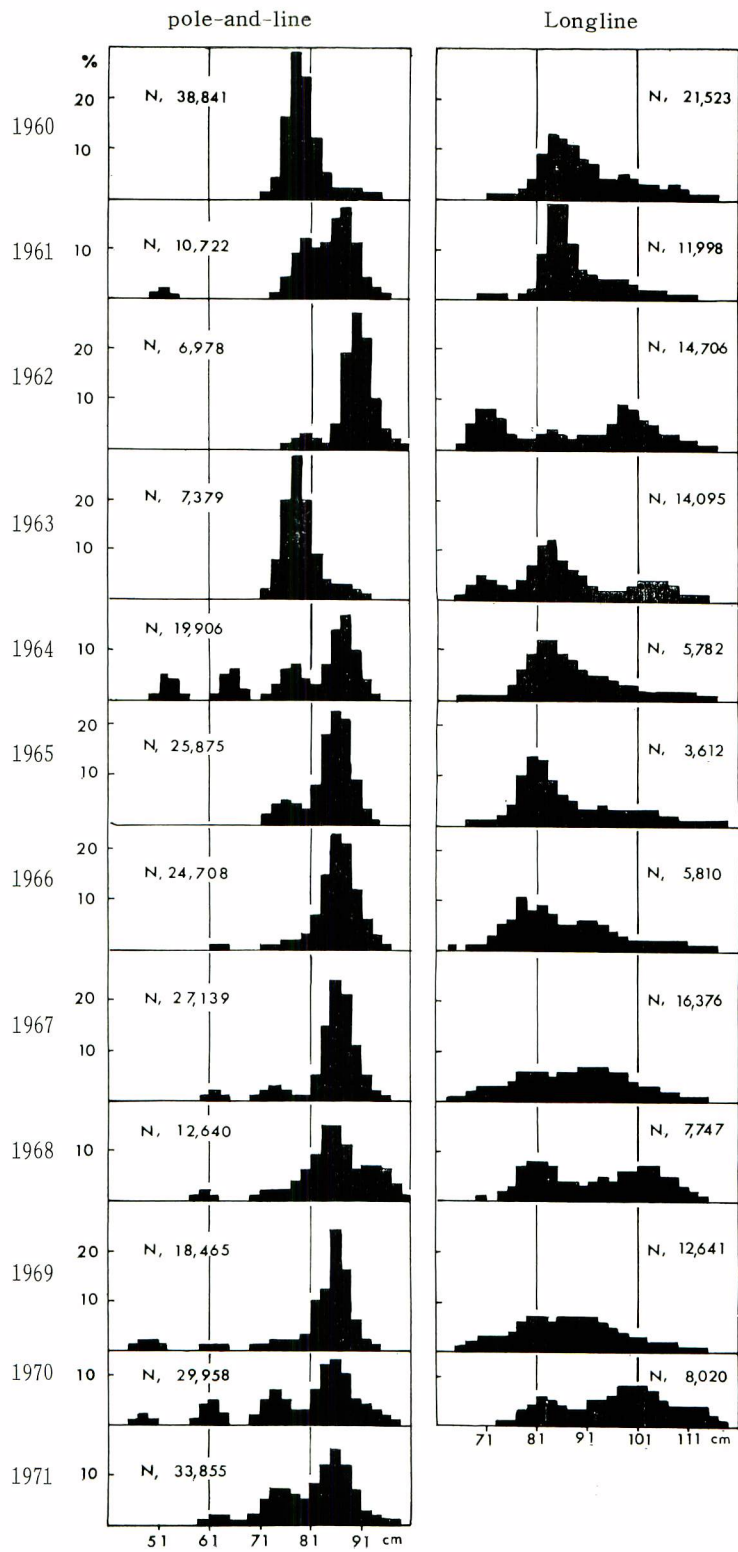 pole-and-line Longline
%
1960 20 N, 38,841 N, 21,523
10
1961 10 N, 10,722 N, 11,998
1962 20 N, 6,978 N, 14,706
10
1963 20 N, 7,379 N, 14,095
10
1964 10 N, 19,906 N, 5,782
1965 20 N, 25,875 N, 3,612
10
1966 20 N, 24,708 N, 5,810
10
1967 20 N, 27,139 N, 16,376
10
1968 10 N, 12,640 N, 7,747
1969 20 N, 18,465 N, 12,641
10
1970 10 N, 29,958 N, 8,020
71 81 91 101 111 cm
1971 10 N, 33,855
51 61 71 81 91 cm